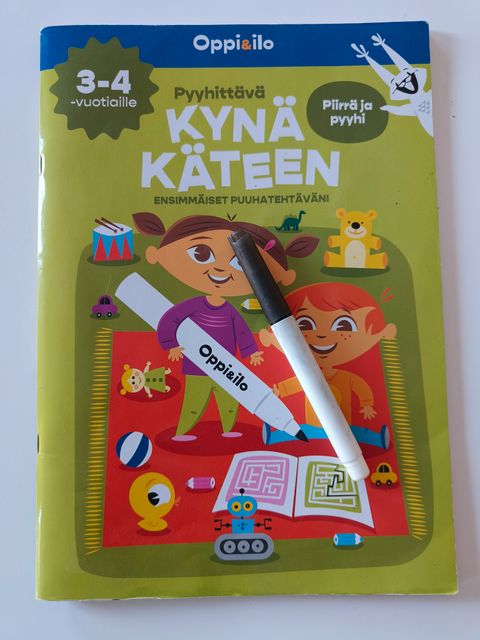 Oppi&ilo
3-4
-vuotiaille
Pyyhittävä
KYNÄ
KÄTEEN
ENSIMMÄISET PUUHATEHTÄVÄNI
Piirrä ja
pyyhi
Oppi&ilo